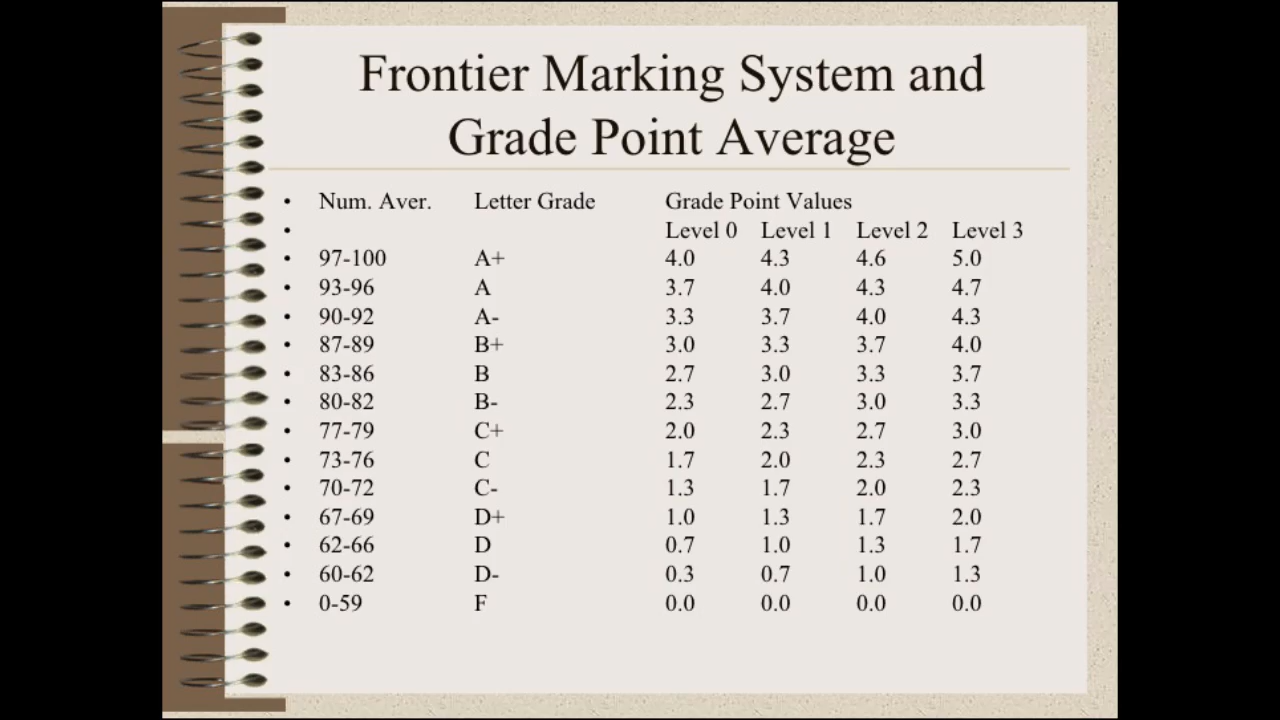 Frontier Marking System and
Grade Point Average
• Num. Aver. Letter Grade Grade Point Values
• Level 0 Level 1 Level 2 Level 3
• 97-100 A+ 4.0 4.3 4.6 5.0
• 93-96 A 3.7 4.0 4.3 4.7
• 90-92 A- 3.3 3.7 4.0 4.3
• 87-89 B+ 3.0 3.3 3.7 4.0
• 83-86 B 2.7 3.0 3.3 3.7
• 80-82 B- 2.3 2.7 3.0 3.3
• 77-79 C+ 2.0 2.3 2.7 3.0
• 73-76 C 1.7 2.0 2.3 2.7
• 70-72 C- 1.3 1.7 2.0 2.3
• 67-69 D+ 1.0 1.3 1.7 2.0
• 62-66 D 0.7 1.0 1.3 1.7
• 60-62 D- 0.3 0.7 1.0 1.3
• 0-59 F 0.0 0.0 0.0 0.0